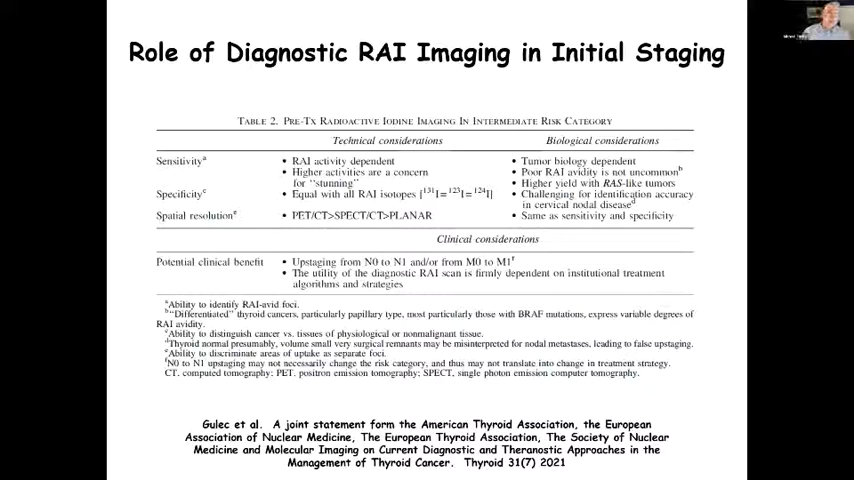 Role of Diagnostic RAI Imaging in Initial Staging
TABLE 2. PRE-TX RADIOACTIVE IODINE IMAGING IN INTERMEDIATE RISK CATEGORY
Technical considerations Biological considerations
Sensitivitya • RAI activity dependent • Tumor biology dependent
• Higher activities are a concern • Poor RAI avidity is not uncommonb
for "stunning" • Higher yield with RAS-like tumors
Specificityc • Equal with all RAI isotopes [131I=123I=124I] • Challenging for identification accuracy
in cervical nodal diseased
Spatial resolutione • PET/CT>SPECT/CT>PLANAR • Same as sensitivity and specificity
Clinical considerations
Potential clinical benefit • Upstaging from N0 to N1 and/or from M0 to M1f
• The utility of the diagnostic RAI scan is firmly dependent on institutional treatment
algorithms and strategies
aAbility to identify RAI-avid foci.
b"Differentiated" thyroid cancers, particularly papillary type, most particularly those with BRAF mutations, express variable degrees of
RAI avidity.
cAbility to distinguish cancer vs. tissues of physiological or nonmalignant tissue.
dThyroid normal presumably, volume small very surgical remnants may be misinterpreted for nodal metastases, leading to false upstaging.
eAbility to discriminate areas of uptake as separate foci.
fN0 to N1 upstaging may not necessarily change the risk category, and thus may not translate into change in treatment strategy.
CT, computed tomography; PET, positron emission tomography; SPECT, single photon emission computer tomography.
Gulec et al. A joint statement form the American Thyroid Association, the European
Association of Nuclear Medicine, The European Thyroid Association, The Society of Nuclear
Medicine and Molecular Imaging on Current Diagnostic and Theranostic Approaches in the
Management of Thyroid Cancer. Thyroid 31(7) 2021